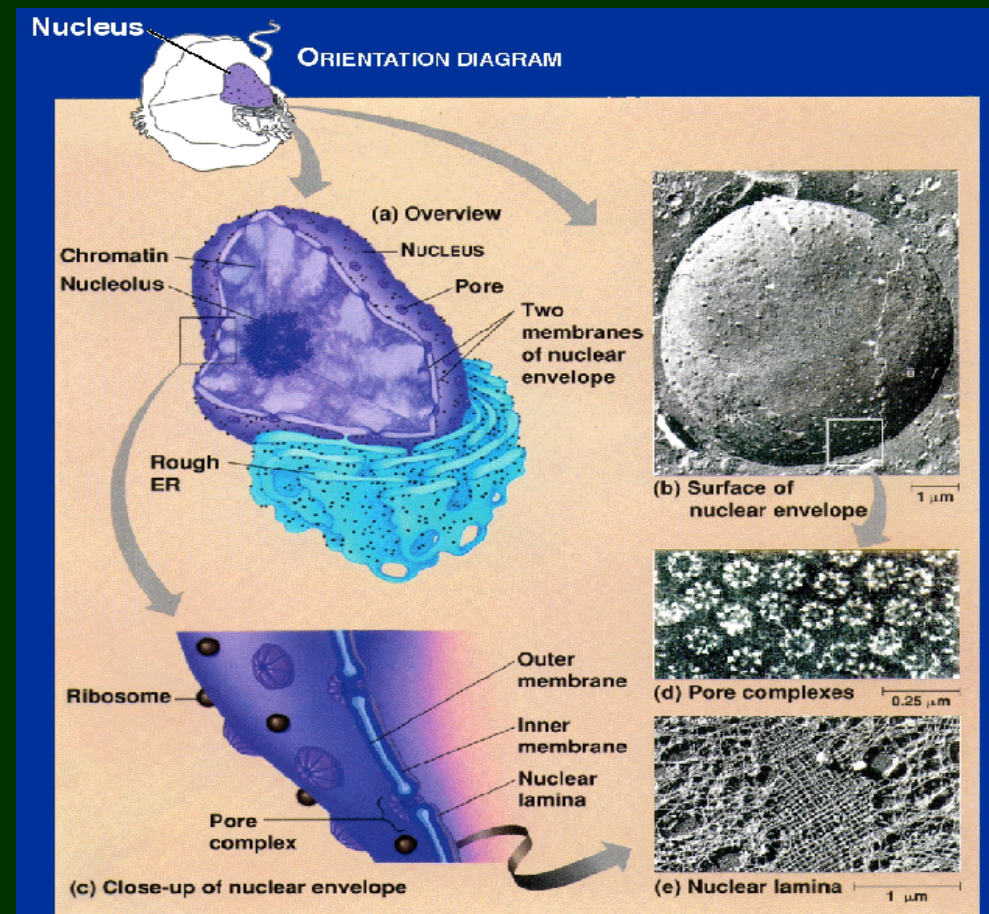 Nucleus
ORIENTATION DIAGRAM
(a) Overview
NUCLEUS
Chromatin
Nucleolus
Pore
Two
membranes
of nuclear
envelope
Rough
ER
(b) Surface of
nuclear envelope
1 μm
(d) Pore complexes
0.25 μm
Ribosome
Outer
membrane
Inner
membrane
Nuclear
lamina
Pore
complex
(c) Close-up of nuclear envelope
(e) Nuclear lamina
1 μm